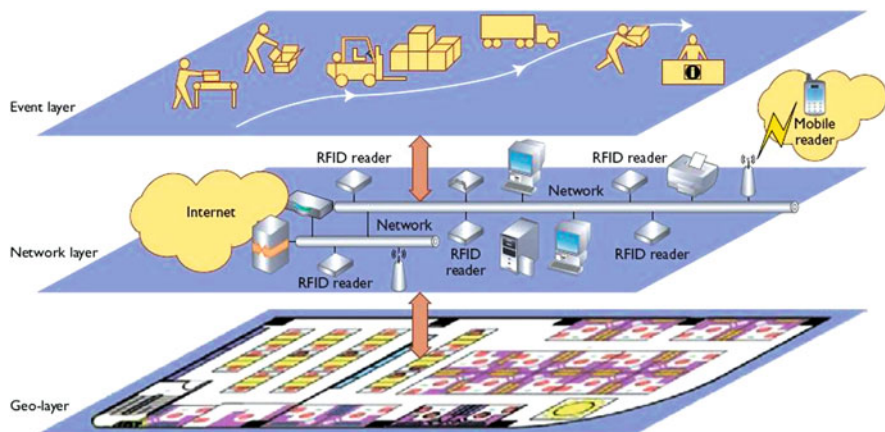 Event layer
Mobile
reader
RFID reader
RFID reader
Network
Internet
Network
Network layer
RFID
reader
RFID reader
RFID reader
Geo-layer